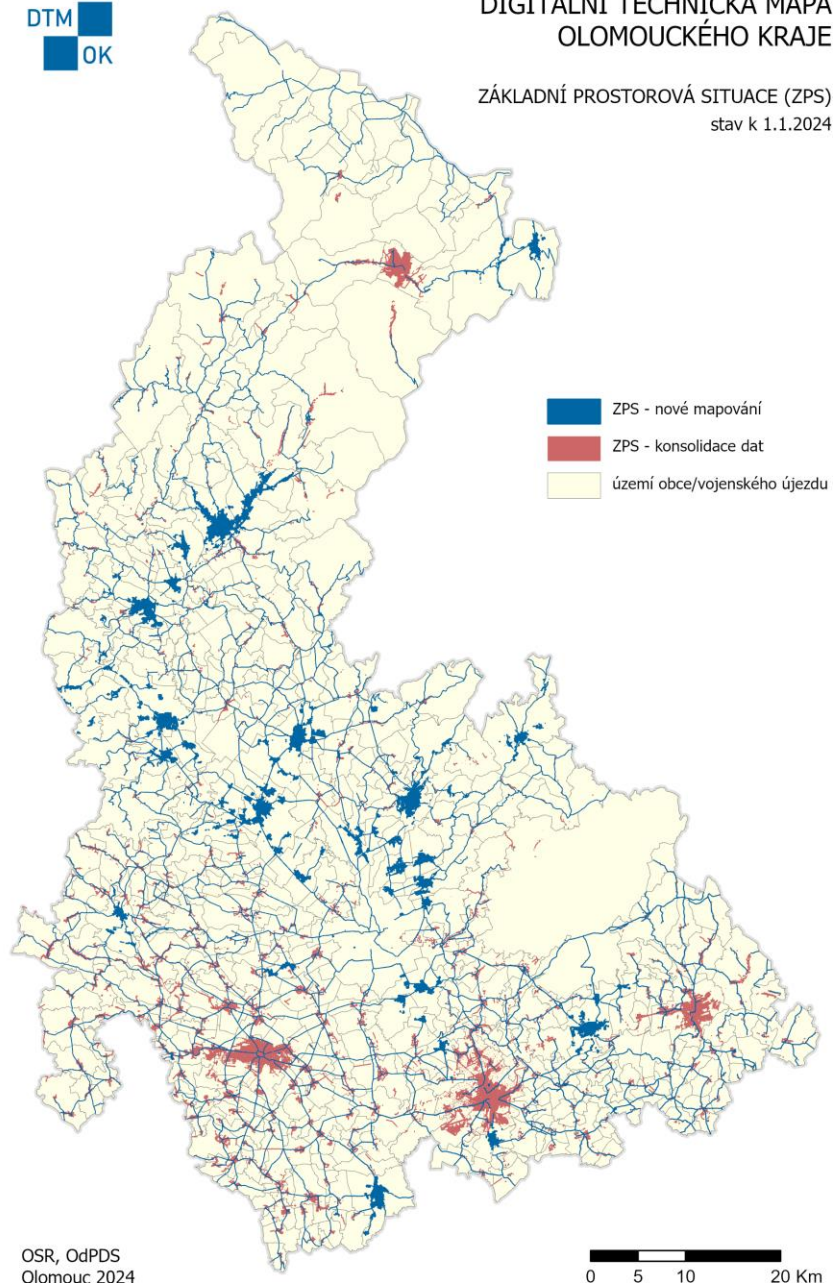 DTM
OK
DIGITÁLNÍ TECHNICKÁ MAPA
OLOMOUCKÉHO KRAJE
ZÁKLADNÍ PROSTOROVÁ SITUACE (ZPS)
stav k 1.1.2024
ZPS - nové mapování
ZPS - konsolidace dat
území obce/vojenského újezdu
OSR, OdPDS
Olomouc 2024
0 5 10 20 Km